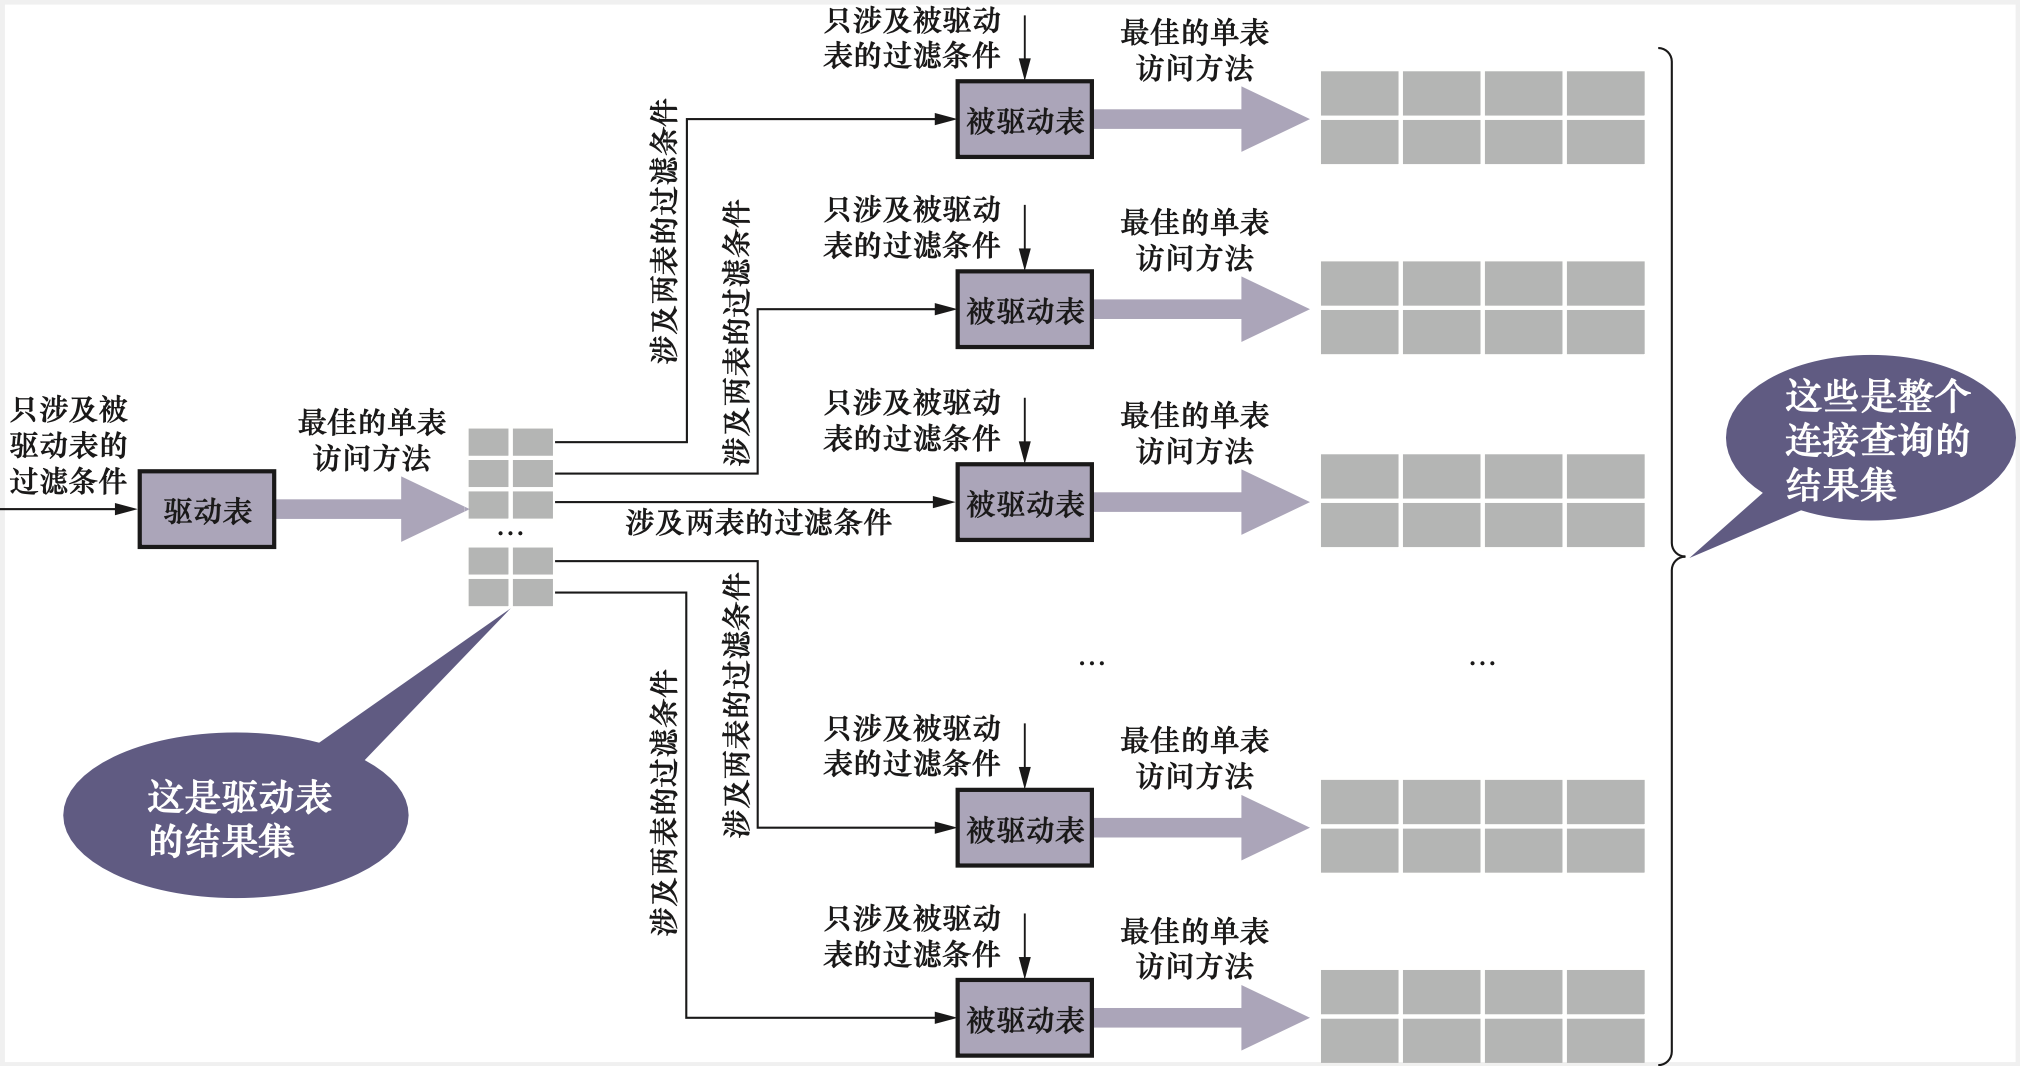 只涉及被
驱动表的
过滤条件
驱动表
最佳的单表
访问方法
…
这是驱动表
的结果集
涉及两表的过滤条件
涉及两表的过滤条件
涉及两表的过滤条件
涉及两表的过滤条件
涉及两表的过滤条件
只涉及被驱动
表的过滤条件
被驱动表
最佳的单表
访问方法
只涉及被驱动
表的过滤条件
被驱动表
最佳的单表
访问方法
只涉及被驱动
表的过滤条件
被驱动表
最佳的单表
访问方法
…
…
只涉及被驱动
表的过滤条件
被驱动表
最佳的单表
访问方法
只涉及被驱动
表的过滤条件
被驱动表
最佳的单表
访问方法
这些是整个
连接查询的
结果集